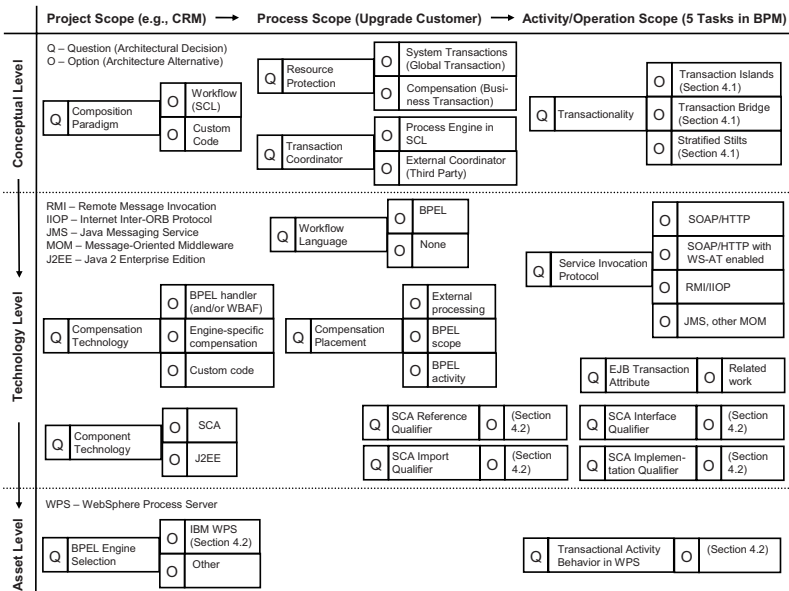 Project Scope (e.g., CRM)
Process Scope (Upgrade Customer)
Activity/Operation Scope (5 Tasks in BPM)
Conceptual Level
Q – Question (Architectural Decision)
O – Option (Architecture Alternative)
Q
Composition
Paradigm
O
Workflow
(SCL)
O
Custom
Code
Q
Resource
Protection
O
System Transactions
(Global Transaction)
O
Compensation (Busi-
ness Transaction)
Q
Transaction
Coordinator
O
Process Engine in
SCL
O
External Coordinator
(Third Party)
Q
Transactionality
O
Transaction Islands
(Section 4.1)
O
Transaction Bridge
(Section 4.1)
O
Stratified Stilts
(Section 4.1)
Technology Level
RMI – Remote Message Invocation
IIOP – Internet Inter-ORB Protocol
JMS – Java Messaging Service
MOM – Message-Oriented Middleware
J2EE – Java 2 Enterprise Edition
Q
Workflow
Language
O
BPEL
O
None
Q
Service Invocation
Protocol
O
SOAP/HTTP
O
SOAP/HTTP with
WS-AT enabled
O
RMI/IIOP
O
JMS, other MOM
Q
Compensation
Technology
O
BPEL handler
(and/or WBAF)
O
Engine-specific
compensation
O
Custom code
Q
Compensation
Placement
O
External
processing
O
BPEL
scope
O
BPEL
activity
Q
EJB Transaction
Attribute
O
Related
work
Q
Component
Technology
O
SCA
O
J2EE
Q
SCA Reference
Qualifier
O
(Section
4.2)
Q
SCA Interface
Qualifier
O
(Section
4.2)
Q
SCA Import
Qualifier
O
(Section
4.2)
Q
SCA Implemen-
tation Qualifier
O
(Section
4.2)
Asset Level
WPS – WebSphere Process Server
Q
BPEL Engine
Selection
O
IBM WPS
(Section 4.2)
O
Other
Q
Transactional Activity
Behavior in WPS
O
(Section 4.2)